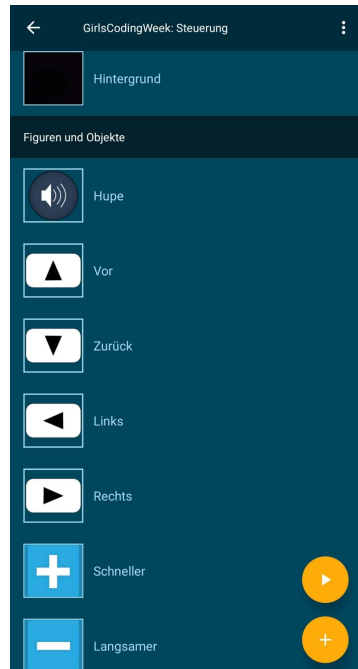 GirlsCodingWeek: Steuerung
Hintergrund
Figuren und Objekte
Hupe
Vor
Zurück
Links
Rechts
Schneller
Langsamer